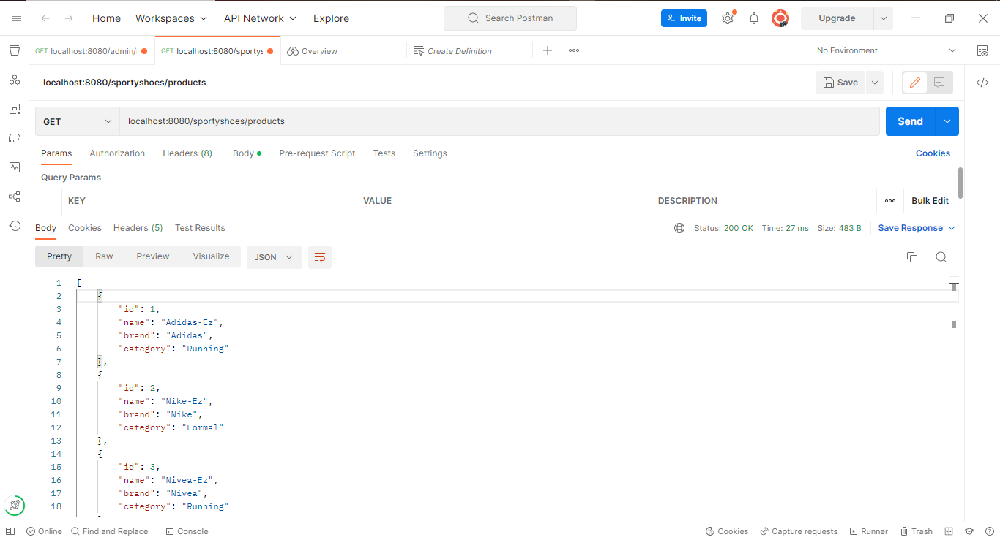 Home Workspaces API Network Explore Search Postman Invite Upgrade
GET localhost:8080/admin/ GET localhost:8080/sportys Overview Create Definition No Environment
localhost:8080/sportyshoes/products Save
GET localhost:8080/sportyshoes/products Send
Params Authorization Headers (8) Body Pre-request Script Tests Settings Cookies
Query Params
KEY VALUE DESCRIPTION Bulk Edit
Body Cookies Headers (5) Test Results Status: 200 OK Time: 27 ms Size: 483 B Save Response
Pretty Raw Preview Visualize JSON
1 [
2 {
3 "id": 1,
4 "name": "Adidas-Ez",
5 "brand": "Adidas",
6 "category": "Running"
7 },
8 {
9 "id": 2,
10 "name": "Nike-Ez",
11 "brand": "Nike",
12 "category": "Formal"
13 },
14 {
15 "id": 3,
16 "name": "Nivea-Ez",
17 "brand": "Nivea",
18 "category": "Running"
Online Find and Replace Console Cookies Capture requests Runner Trash